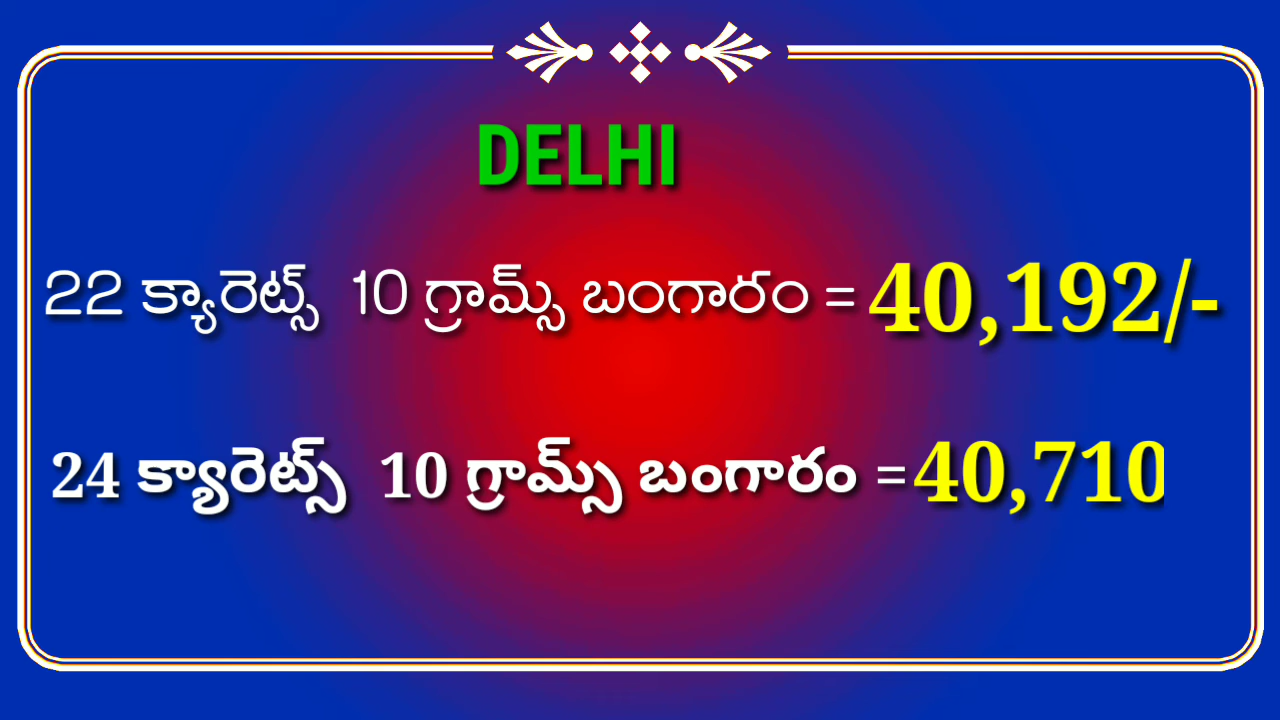 DELHI
22 క్యారెట్స్ 10 గ్రామ్స్ బంగారం = 40,192/-
24 క్యారెట్స్ 10 గ్రామ్స్ బంగారం =40,710